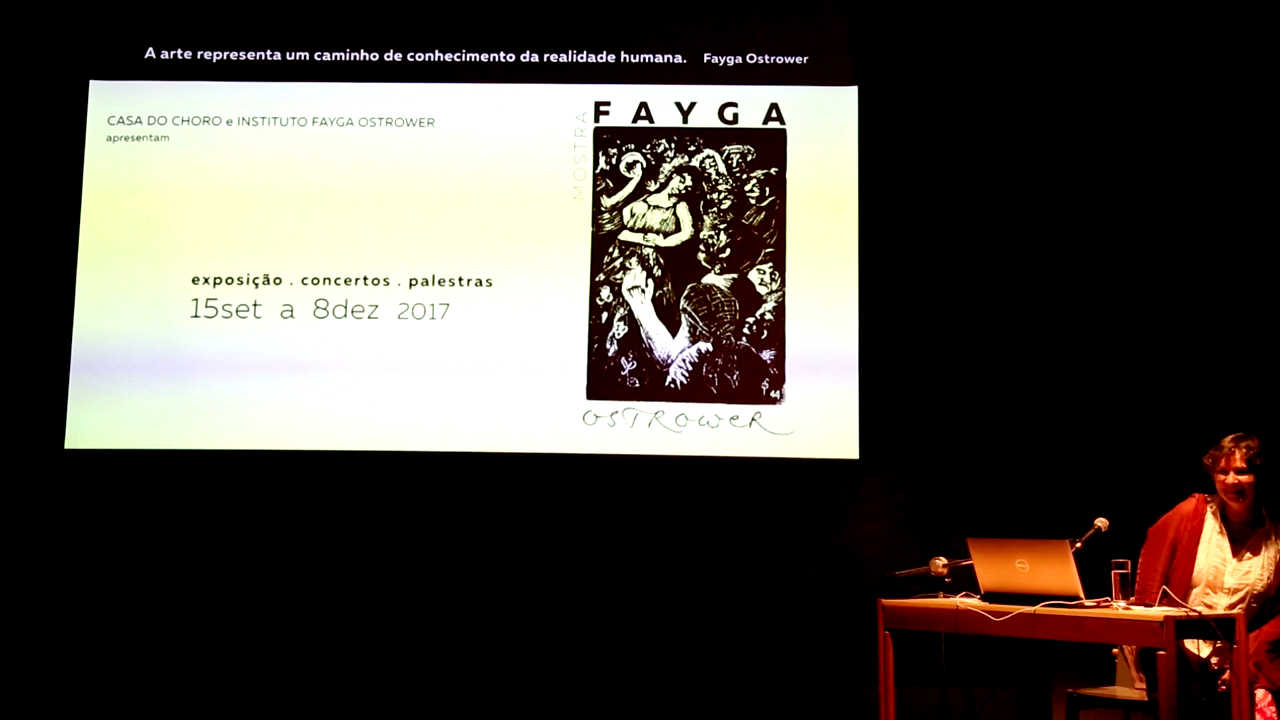 A arte representa um caminho de conhecimento da realidade humana. Fayga Ostrower
CASA DO CHORO e INSTITUTO FAYGA OSTROWER
apresentam
exposição . concertos . palestras
15set a 8dez 2017
MOSTRA
FAYGA
OSTROWER
DELL